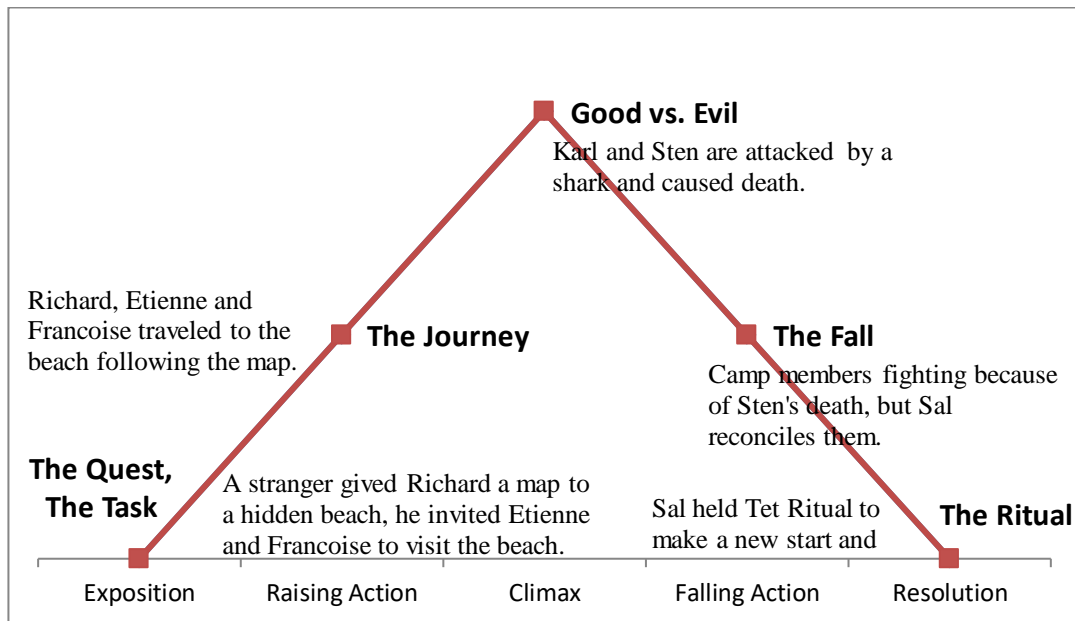 Good vs. Evil
Karl and Sten are attacked by a
shark and caused death.
Richard, Etienne and
Francoise traveled to the
beach following the map.
The Journey
The Fall
Camp members fighting because
of Sten's death, but Sal
reconciles them.
The Quest,
The Task
A stranger gived Richard a map to
a hidden beach, he invited Etienne
and Francoise to visit the beach.
Sal held Tet Ritual to
make a new start and
The Ritual
Exposition
Raising Action
Climax
Falling Action
Resolution